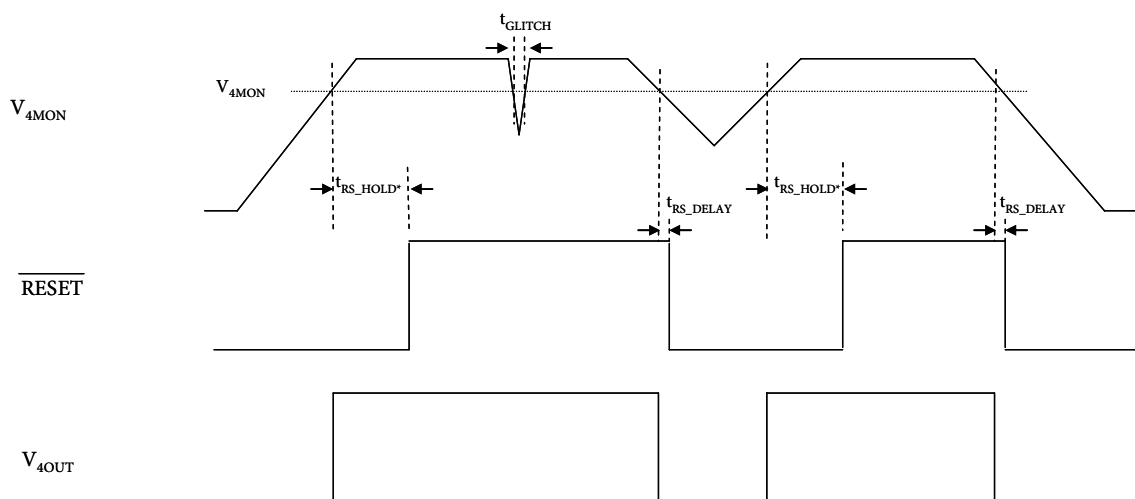 tGLITCH
V4MON
V4MON
tRS_HOLD*
tRS_HOLD*
tRS_DELAY
tRS_DELAY
RESET
V4OUT